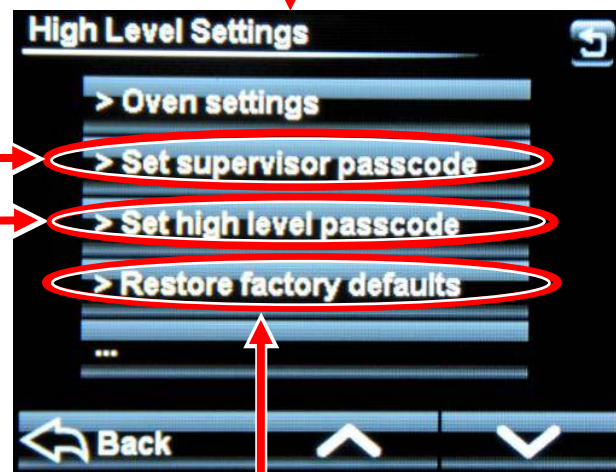 High Level Settings
> Oven settings
> Set supervisor passcode
> Set high level passcode
> Restore factory defaults
...
Back